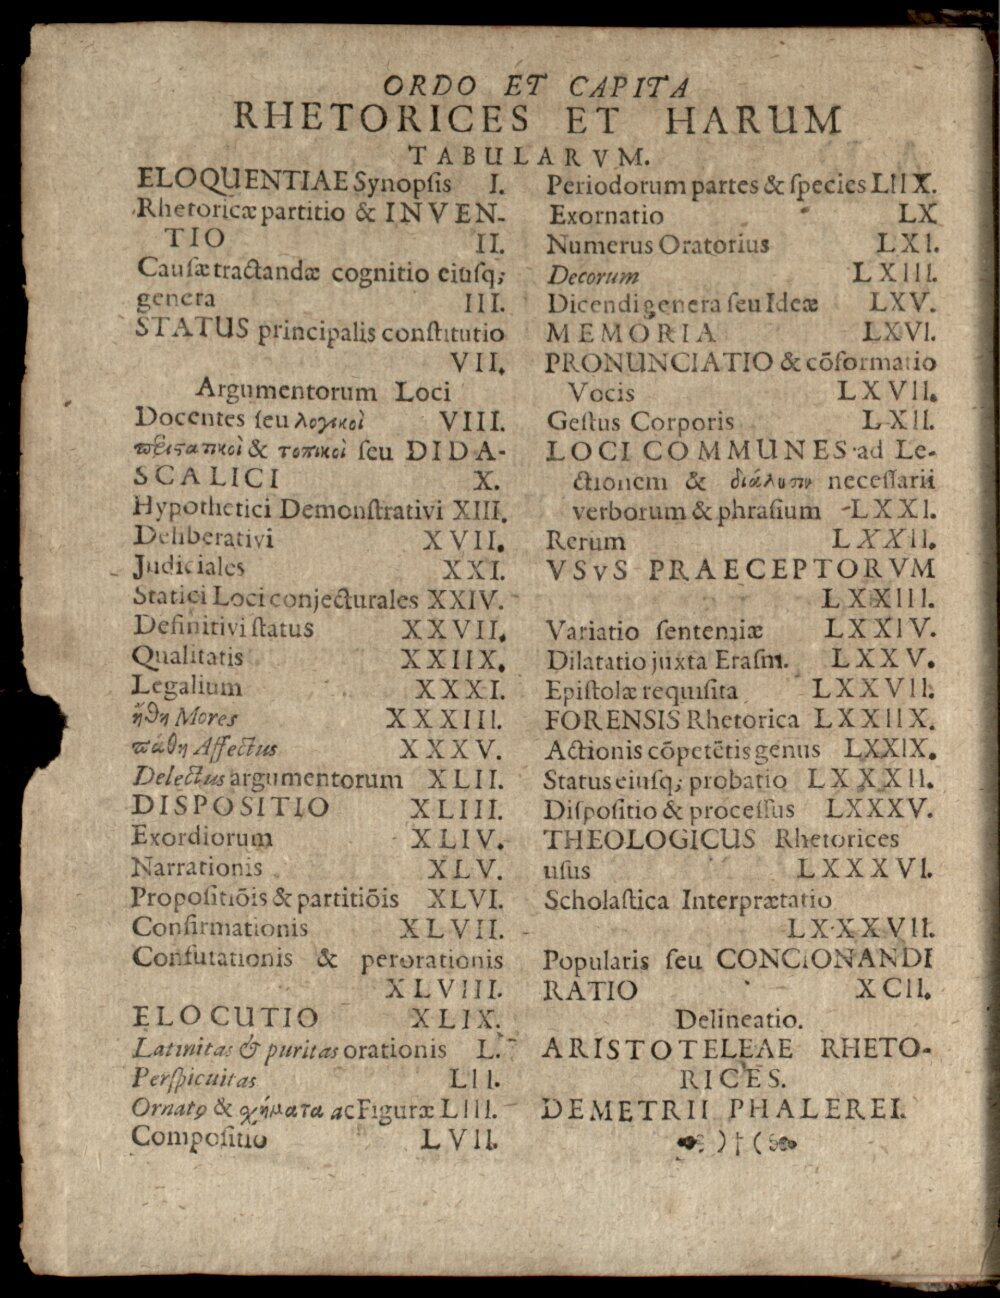 ORDO ET CAPITA
RHETORICES ET HARUM
TABULARVM.
ELOQUENTIAE Synopſis I.
Rhetoricæ partitio & INVEN-
TIO II.
Cauſæ tractandæ cognitio eiuſq;
genera III.
STATUS principalis conſtitutio
VII.
Argumentorum Loci
Docentes ſeu λογικοὶ VIII.
& τοπικοὶ ſeu DIDA-
SCALICI X.
Hypothetici Demonſtrativi XIII.
Deliberativi XVII.
Judiciales XXI.
Statici Loci conjecturales XXIV.
Definitivi ſtatus XXVII.
Qualitatis XXIIX.
Legalium XXXI.
ἤθη Mores XXXIII.
πάθη Affectus XXXV.
Delectus argumentorum XLII.
DISPOSITIO XLIII.
Exordiorum XLIV.
Narrationis XLV.
Propoſitiōis & partitiōis XLVI.
Confirmationis XLVII.
Confutationis & perorationis
XLVIII.
ELOCUTIO XLIX.
Latinitas & puritas orationis L.
Perſpicuitas LII.
Ornatꝰ & σχήματα ac Figuræ LIII.
Compoſitio LVII.
Periodorum partes & ſpecies LIIX.
Exornatio LX
Numerus Oratorius LXI.
Decorum LXIII.
Dicendi genera ſeu Ideæ LXV.
MEMORIA LXVI.
PRONUNCIATIO & cōformatio
Vocis LXVII.
Geſtus Corporis LXII.
LOCI COMMUNES ad Le-
ctionem & neceſſarii
verborum & phraſium LXXI.
Rerum LXXII.
VSVS PRAECEPTORVM
LXXIII.
Variatio ſententiæ LXXIV.
Dilatatio juxta Eraſm. LXXV.
Epiſtolæ requiſita LXXVII.
FORENSIS Rhetorica LXXIIX.
Actionis cōpetētis genus LXXIX.
Status eiuſq; probatio LXXXII.
Diſpoſitio & proceſſus LXXXV.
THEOLOGICUS Rhetorices
uſus LXXXVI.
Scholaſtica Interprætatio
LXXXVII.
Popularis ſeu CONCIONANDI
RATIO XCII.
Delineatio.
ARISTOTELEAE RHETO-
RICES.
DEMETRII PHALEREI.